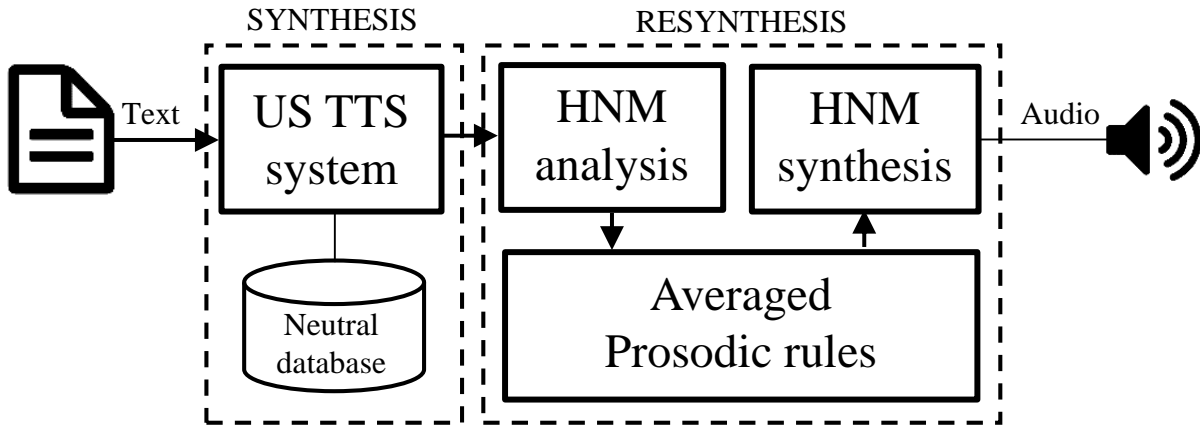 SYNTHESIS
RESYNTHESIS
Text
US TTS
system
Neutral
database
HNM
analysis
HNM
synthesis
Averaged
Prosodic rules
Audio